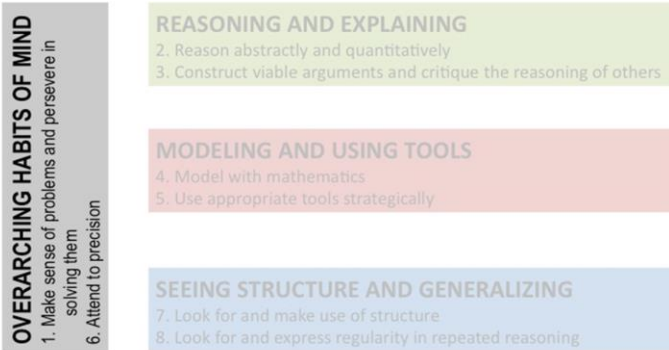 OVERARCHING HABITS OF MIND
1. Make sense of problems and persevere in
solving them
6. Attend to precision
REASONING AND EXPLAINING
2. Reason abstractly and quantitatively
3. Construct viable arguments and critique the reasoning of others
MODELING AND USING TOOLS
4. Model with mathematics
5. Use appropriate tools strategically
SEEING STRUCTURE AND GENERALIZING
7. Look for and make use of structure
8. Look for and express regularity in repeated reasoning